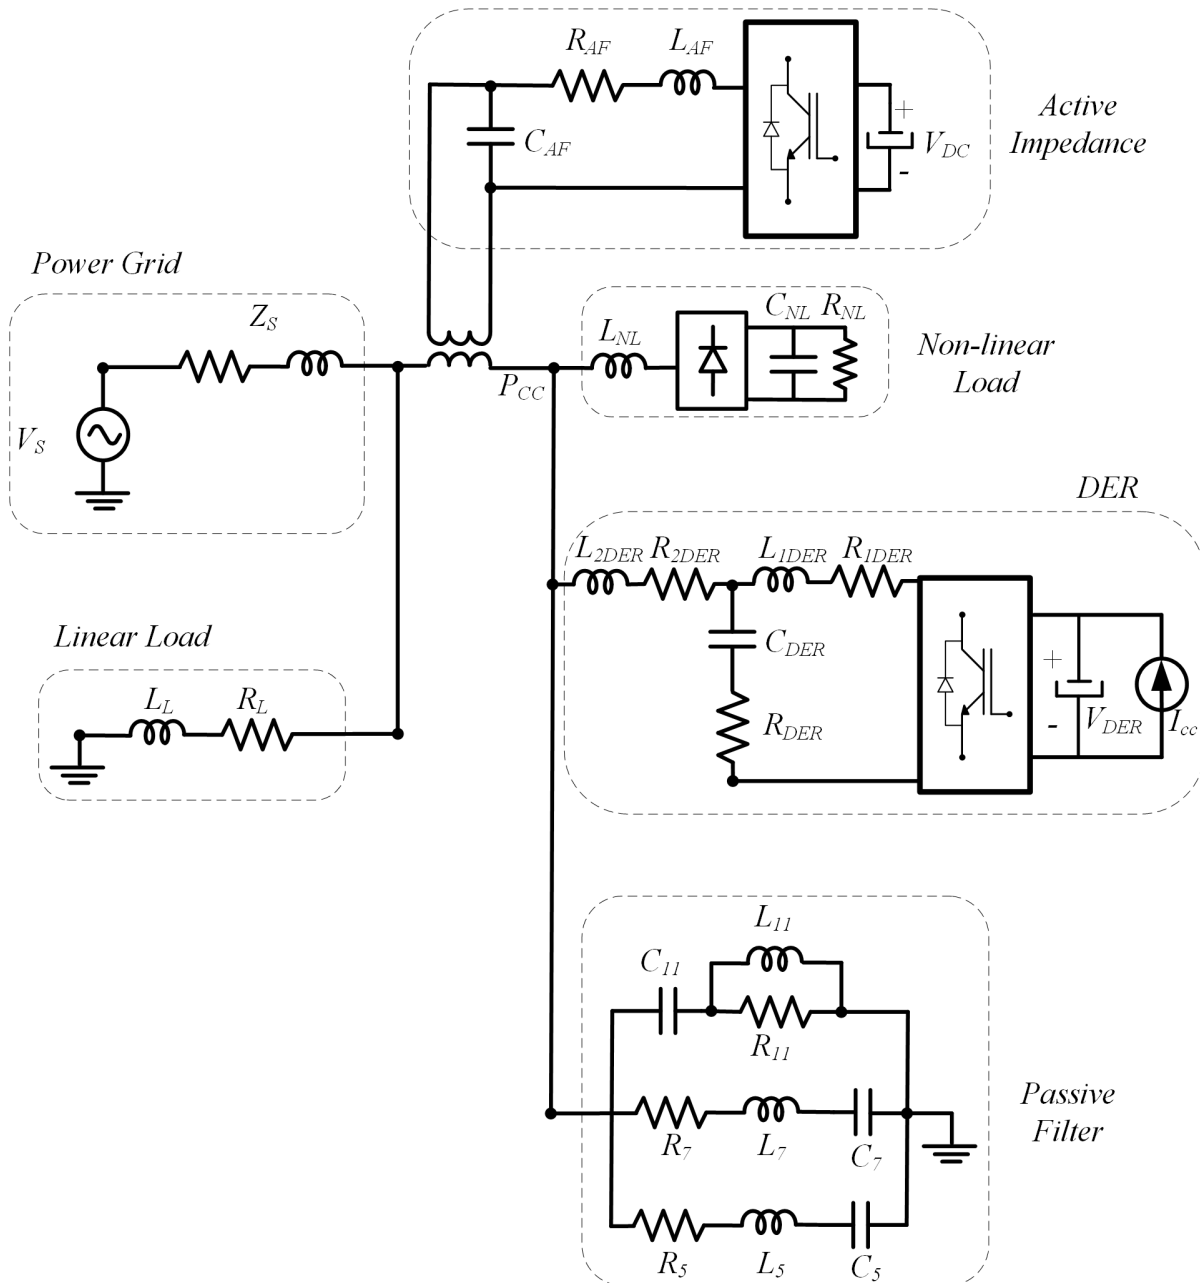 R_AF L_AF
C_AF
+
V_DC
-
Active
Impedance
Power Grid
Z_S
V_S
P_CC
L_NL
C_NL R_NL
Non-linear
Load
DER
L_2DER R_2DER L_1DER R_1DER
C_DER
R_DER
+
V_DER
-
I_cc
Linear Load
L_L R_L
L_11
C_11
R_11
R_7 L_7 C_7
R_5 L_5 C_5
Passive
Filter